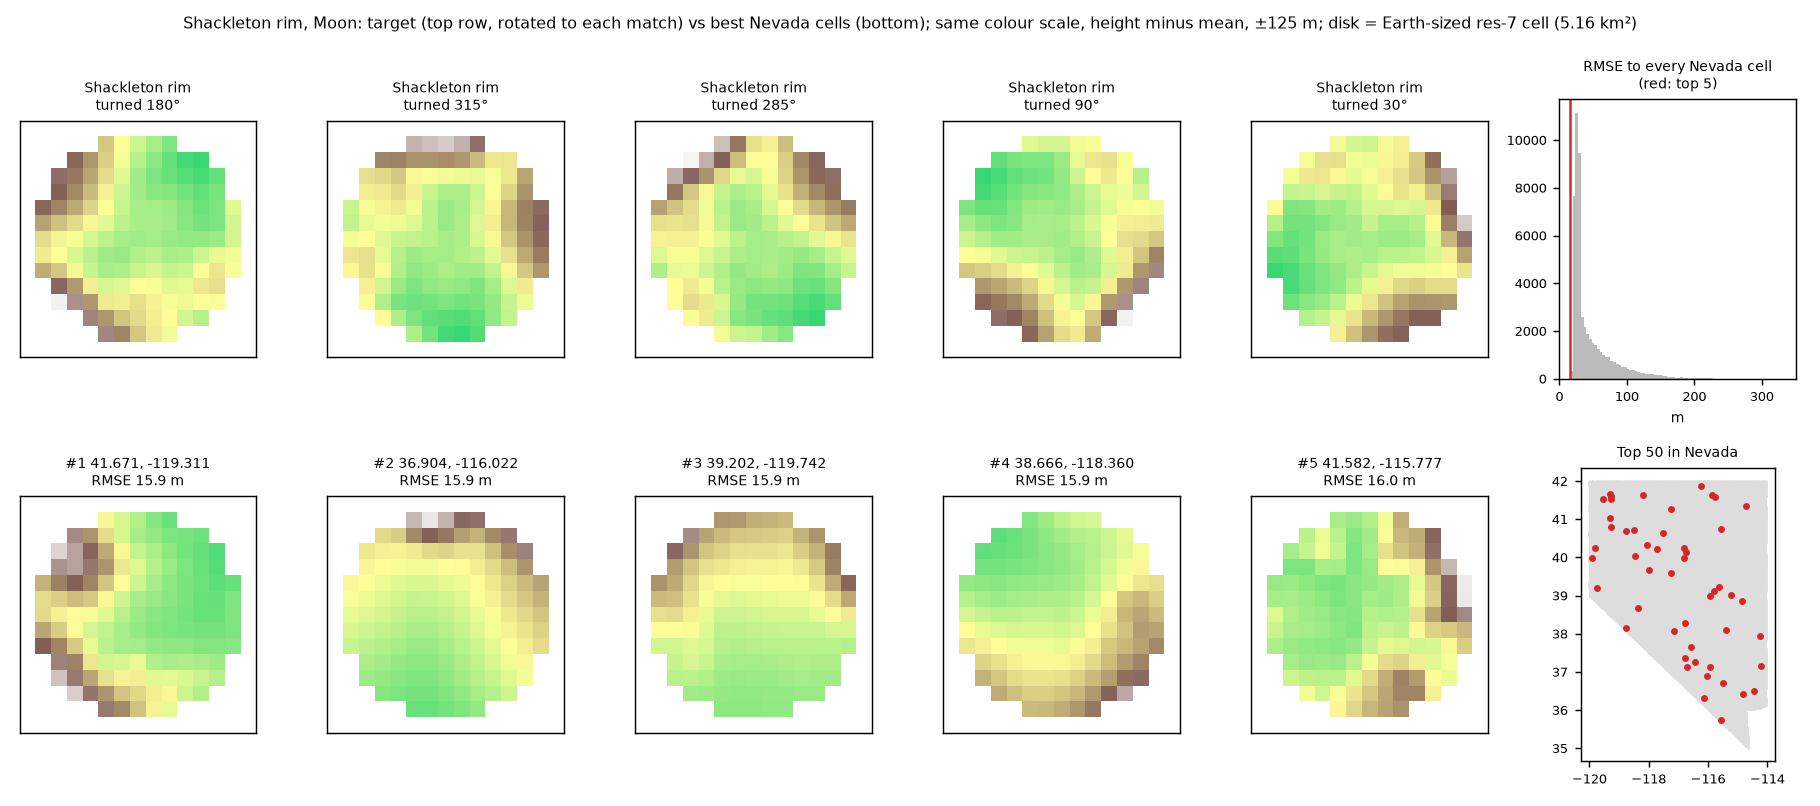 Shackleton rim, Moon: target (top row, rotated to each match) vs best Nevada cells (bottom); same colour scale, height minus mean, ±125 m; disk = Earth-sized res-7 cell (5.16 km²)
Shackleton rim
turned 180°
Shackleton rim
turned 315°
Shackleton rim
turned 285°
Shackleton rim
turned 90°
Shackleton rim
turned 30°
RMSE to every Nevada cell
(red: top 5)
10000
8000
6000
4000
2000
0
0 100 200 300
m
#1 41.671, -119.311
RMSE 15.9 m
#2 36.904, -116.022
RMSE 15.9 m
#3 39.202, -119.742
RMSE 15.9 m
#4 38.666, -118.360
RMSE 15.9 m
#5 41.582, -115.777
RMSE 16.0 m
Top 50 in Nevada
42
41
40
39
38
37
36
35
−120 −118 −116 −114